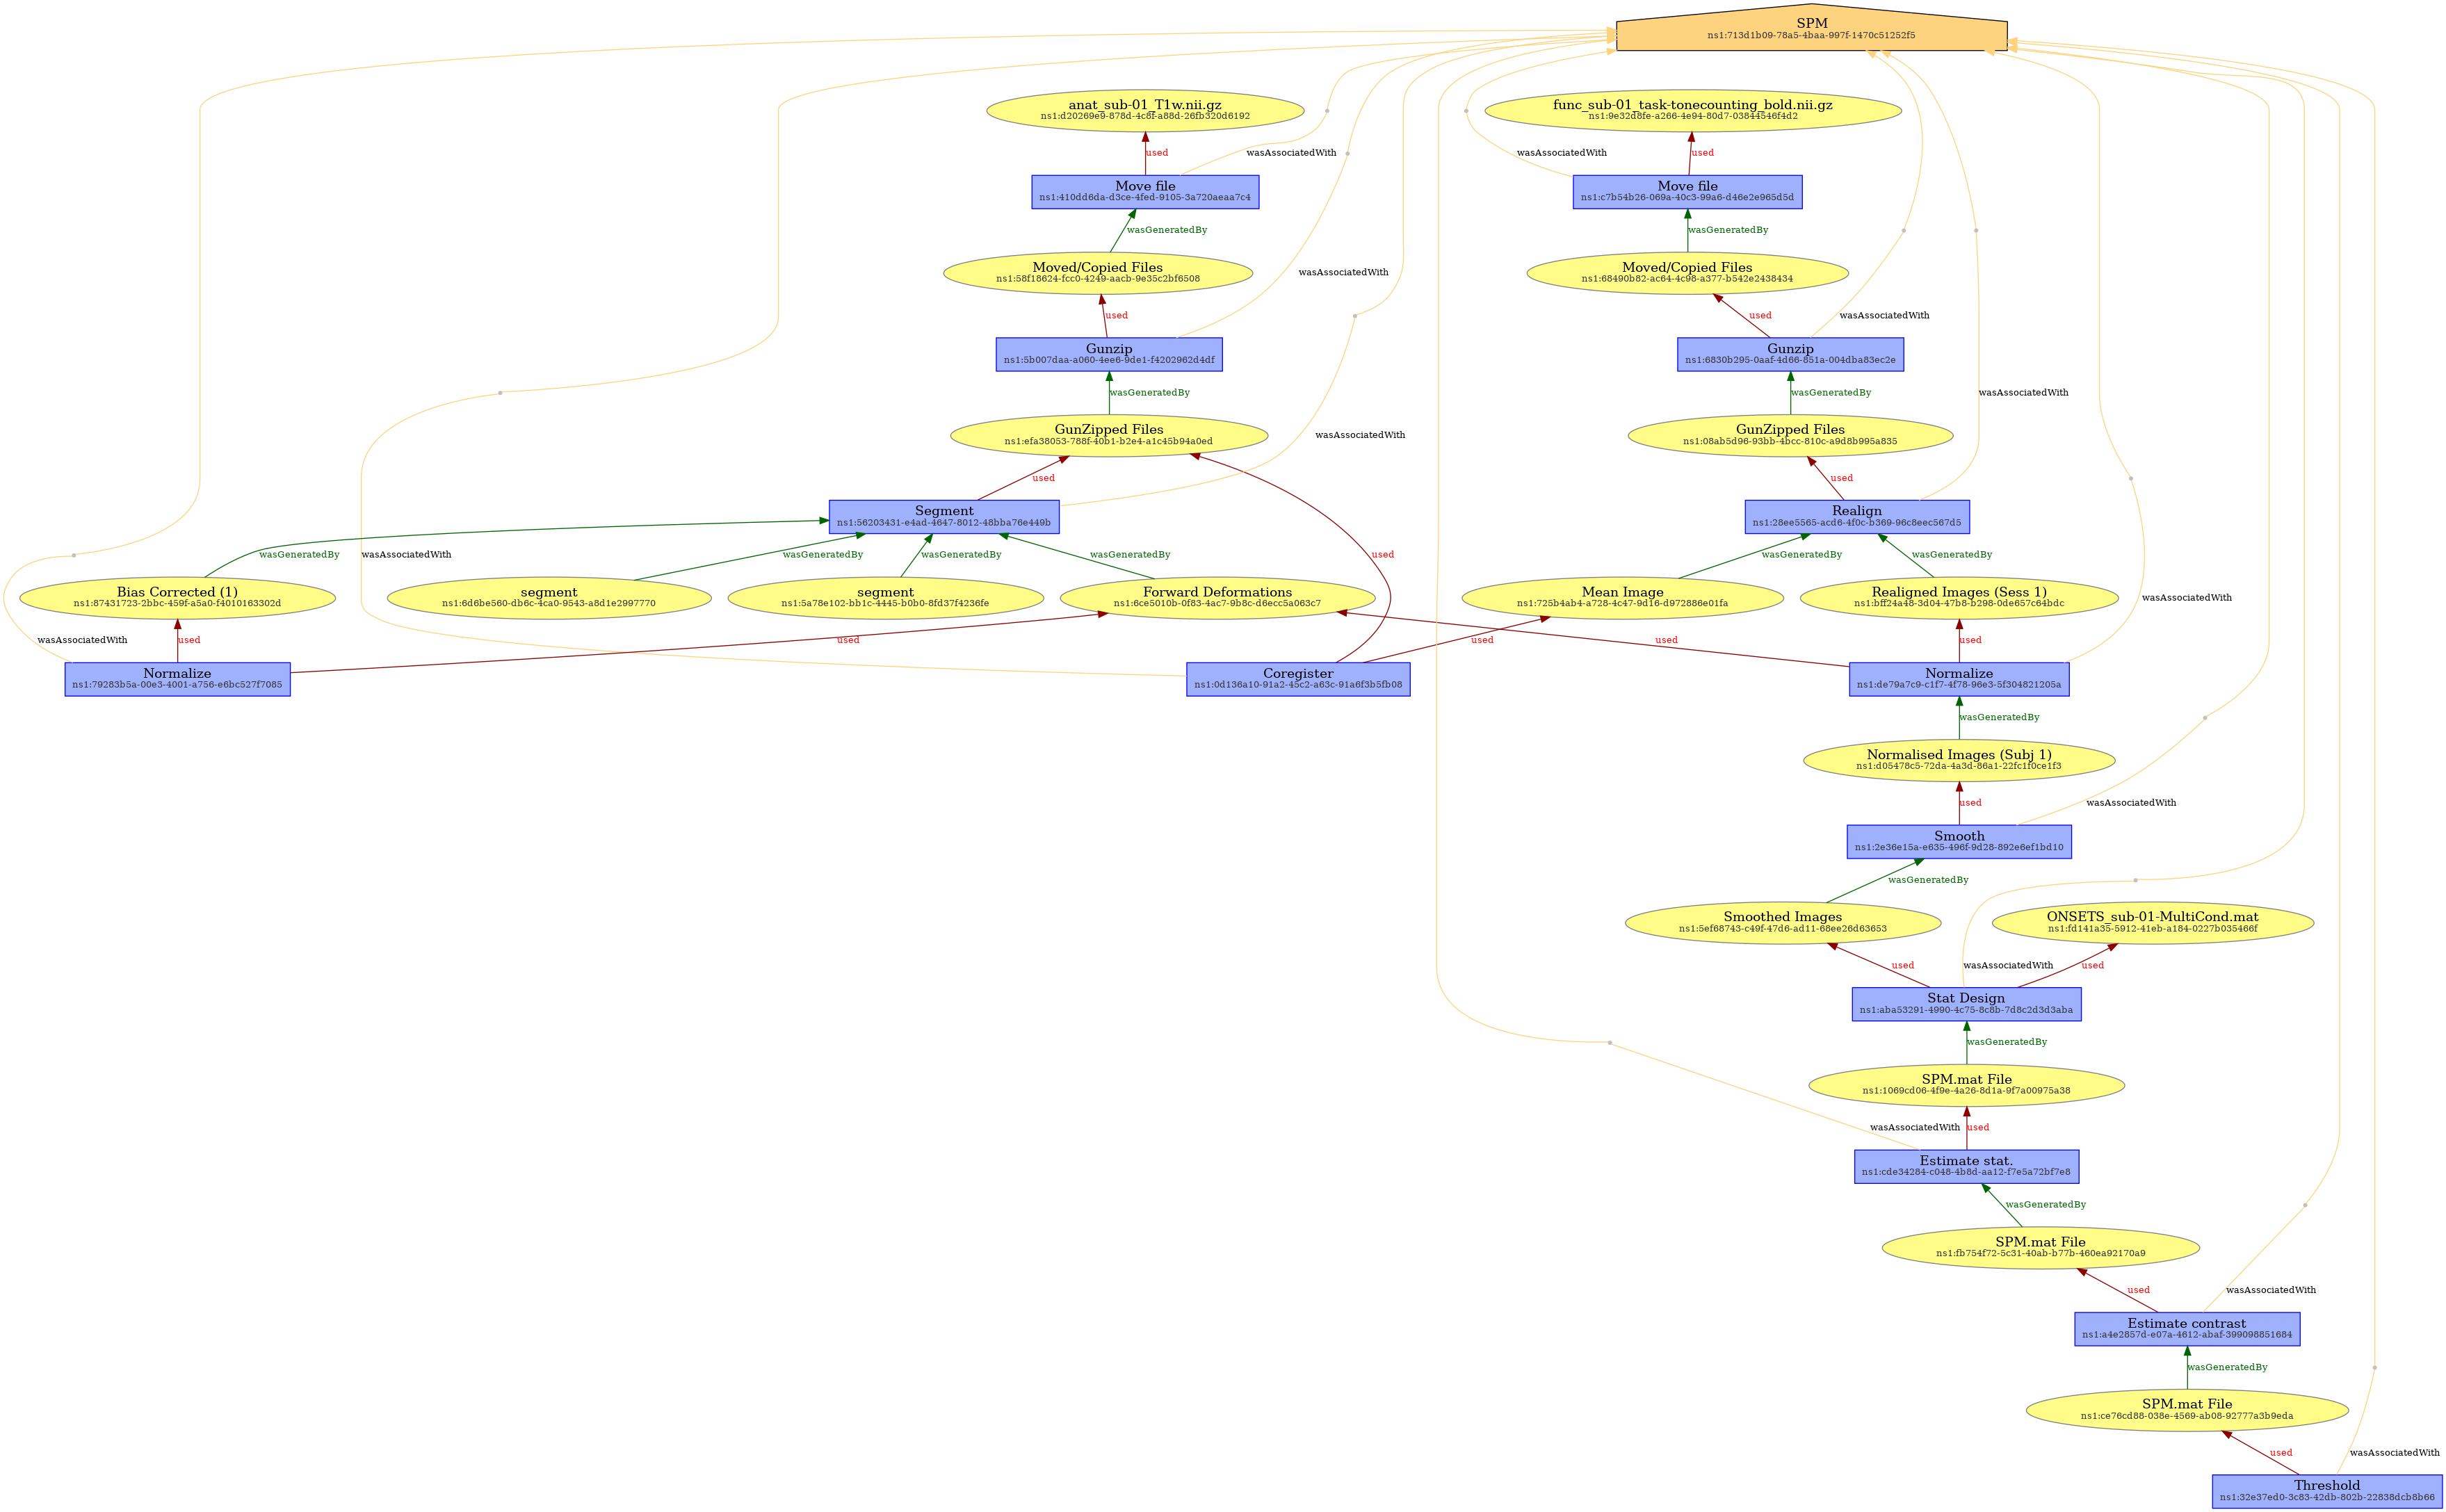 SPM
ns1:713d1b09-78a5-4baa-997f-1470c51252f5
anat_sub-01_T1w.nii.gz
ns1:d20269e9-878d-4c8f-a88d-26fb320d6192
func_sub-01_task-tonecounting_bold.nii.gz
ns1:9e32d8fe-a266-4e94-80d7-03844546f4d2
used
wasAssociatedWith
wasAssociatedWith
used
Move file
ns1:410dd6da-d3ce-4fed-9105-3a720aeaa7c4
Move file
ns1:c7b54b26-069a-40c3-99a6-d46e2e965d5d
wasGeneratedBy
wasGeneratedBy
Moved/Copied Files
ns1:58f18624-fcc0-4249-aacb-9e35c2bf6508
wasAssociatedWith
Moved/Copied Files
ns1:68490b82-ac64-4c98-a377-b542e2438434
used
used
wasAssociatedWith
Gunzip
ns1:5b007daa-a060-4ee6-9de1-f4202962d4df
Gunzip
ns1:6830b295-0aaf-4d66-851a-004dba83ec2e
wasGeneratedBy
wasGeneratedBy
wasAssociatedWith
GunZipped Files
ns1:efa38053-788f-40b1-b2e4-a1c45b94a0ed
wasAssociatedWith
GunZipped Files
ns1:08ab5d96-93bb-4bcc-810c-a9d8b995a835
used
used
Segment
ns1:56203431-e4ad-4647-8012-48bba76e449b
Realign
ns1:28ee5565-acd6-4f0c-b369-96c8eec567d5
wasGeneratedBy
wasAssociatedWith
wasGeneratedBy
wasGeneratedBy
wasGeneratedBy
used
wasGeneratedBy
wasGeneratedBy
Bias Corrected (1)
ns1:87431723-2bbc-459f-a5a0-f4010163302d
segment
ns1:6d6be560-db6c-4ca0-9543-a8d1e2997770
segment
ns1:5a78e102-bb1c-4445-b0b0-8fd37f4236fe
Forward Deformations
ns1:6ce5010b-0f83-4ac7-9b8c-d6ecc5a063c7
Mean Image
ns1:725b4ab4-a728-4c47-9d16-d972886e01fa
Realigned Images (Sess 1)
ns1:bff24a48-3d04-47b8-b298-0de657c64bdc
wasAssociatedWith
wasAssociatedWith
used
used
used
used
used
Normalize
ns1:79283b5a-00e3-4001-a756-e6bc527f7085
Coregister
ns1:0d136a10-91a2-45c2-a63c-91a6f3b5fb08
Normalize
ns1:de79a7c9-c1f7-4f78-96e3-5f304821205a
wasGeneratedBy
Normalised Images (Subj 1)
ns1:d05478c5-72da-4a3d-86a1-22fc1f0ce1f3
used
wasAssociatedWith
Smooth
ns1:2e36e15a-e635-496f-9d28-892e6ef1bd10
wasGeneratedBy
Smoothed Images
ns1:5ef68743-c49f-47d6-ad11-68ee26d63653
ONSETS_sub-01-MultiCond.mat
ns1:fd141a35-5912-41eb-a184-0227b035466f
used
wasAssociatedWith
used
Stat Design
ns1:aba53291-4990-4c75-8c8b-7d8c2d3d3aba
wasGeneratedBy
SPM.mat File
ns1:1069cd06-4f9e-4a26-8d1a-9f7a00975a38
wasAssociatedWith
used
Estimate stat.
ns1:cde34284-c048-4b8d-aa12-f7e5a72bf7e8
wasGeneratedBy
SPM.mat File
ns1:fb754f72-5c31-40ab-b77b-460ea92170a9
used
wasAssociatedWith
Estimate contrast
ns1:a4e2857d-e07a-4612-abaf-399098851684
wasGeneratedBy
SPM.mat File
ns1:ce76cd88-038e-4569-ab08-92777a3b9eda
used
wasAssociatedWith
Threshold
ns1:32e37ed0-3c83-42db-802b-22838dcb8b66